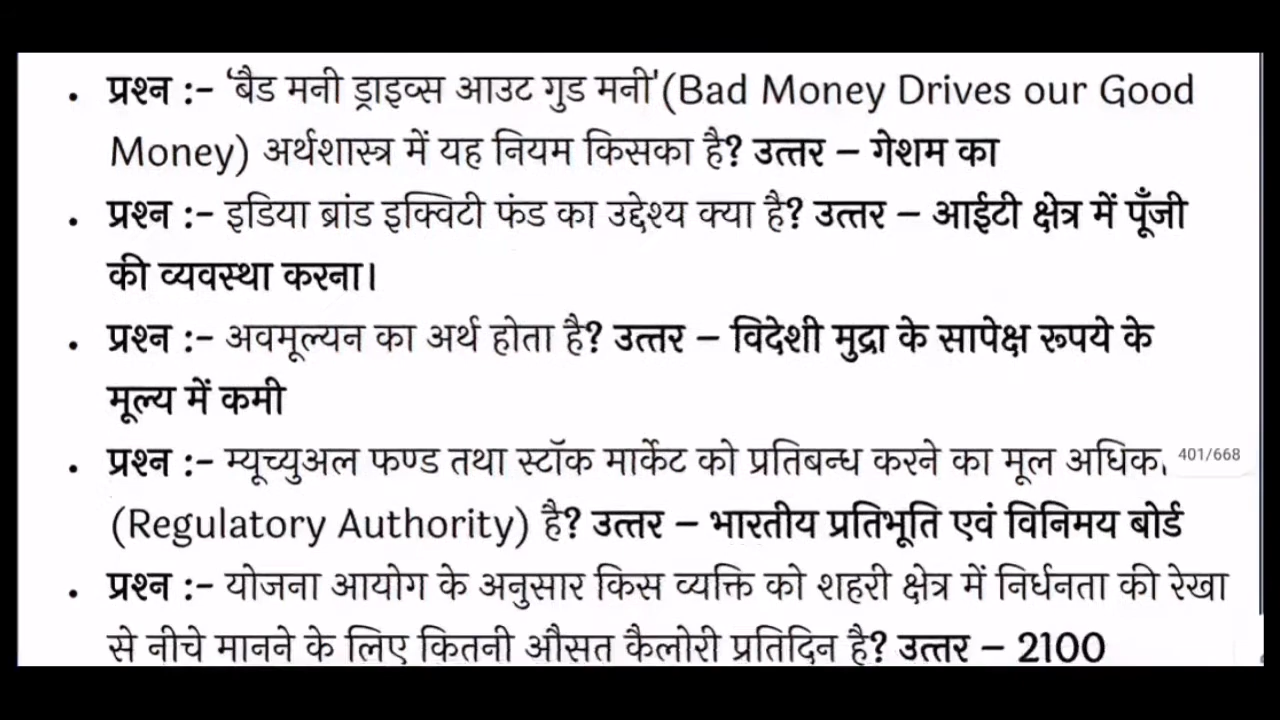 • प्रश्न :- ‘बैड मनी ड्राइव्स आउट गुड मनी'(Bad Money Drives our Good
Money) अर्थशास्त्र में यह नियम किसका है? उत्तर – गेशम का
• प्रश्न :- इडिया ब्रांड इक्विटी फंड का उद्देश्य क्या है? उत्तर – आईटी क्षेत्र में पूँजी
की व्यवस्था करना।
• प्रश्न :- अवमूल्यन का अर्थ होता है? उत्तर – विदेशी मुद्रा के सापेक्ष रूपये के
मूल्य में कमी
• प्रश्न :- म्यूच्युअल फण्ड तथा स्टॉक मार्केट को प्रतिबन्ध करने का मूल
401/668
(Regulatory Authority) है? उत्तर – भारतीय प्रतिभूति एवं विनिमय बोर्ड
• प्रश्न :- योजना आयोग के अनुसार किस व्यक्ति को शहरी क्षेत्र में निर्धनता की रेखा
से नीचे मानने के लिए कितनी औसत कैलोरी प्रतिदिन है? उत्तर – 2100